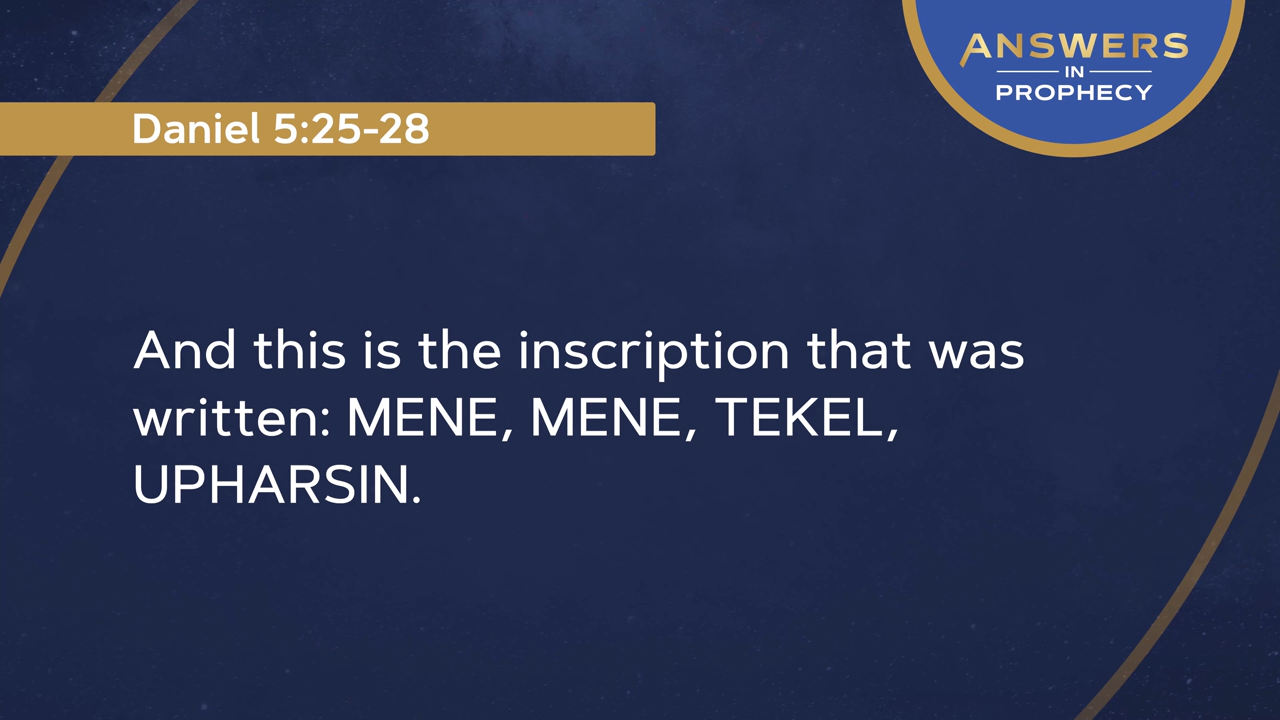 ANSWERS
IN
PROPHECY
Daniel 5:25-28
And this is the inscription that was
written: MENE, MENE, TEKEL,
UPHARSIN.